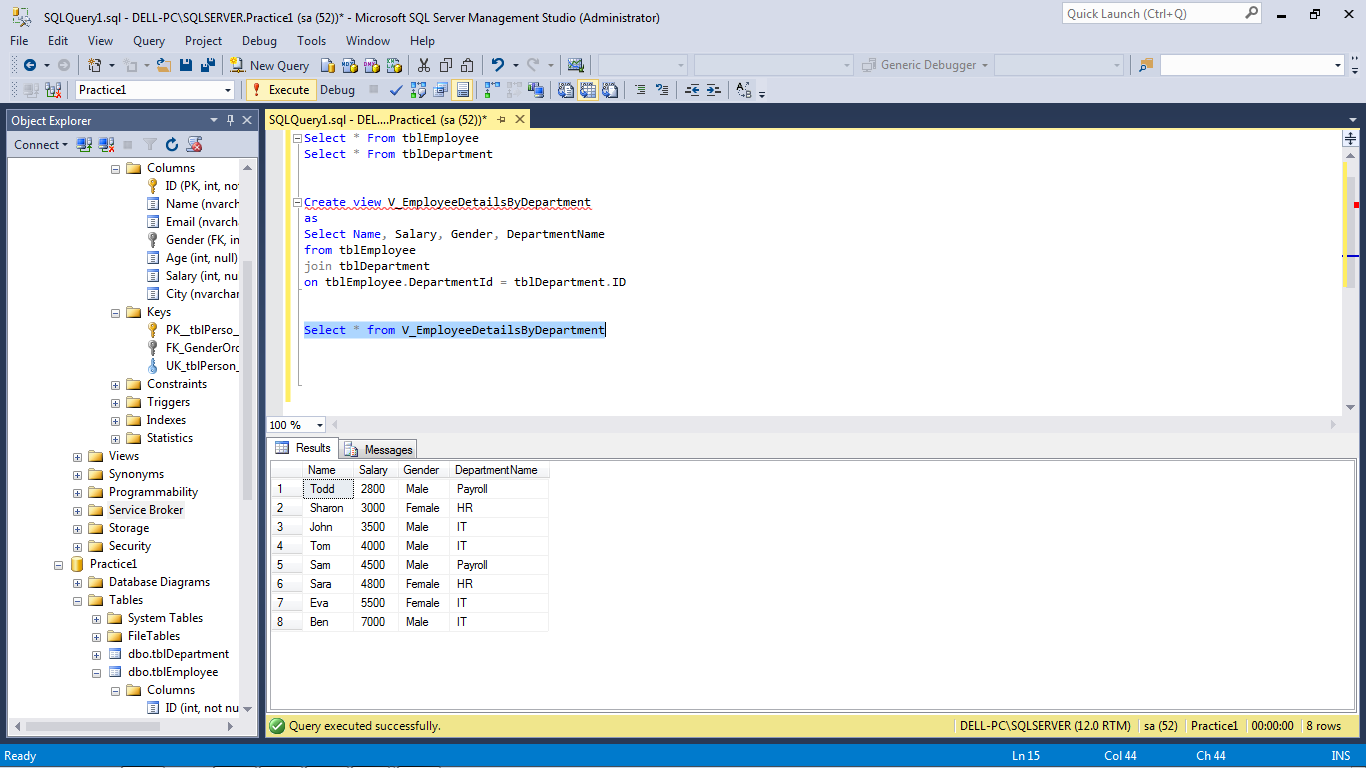 SQLQuery1.sql - DELL-PC\SQLSERVER.Practice1 (sa (52))* - Microsoft SQL Server Management Studio (Administrator)
Quick Launch (Ctrl+Q)
File Edit View Query Project Debug Tools Window Help
New Query
Generic Debugger
Practice1
Execute Debug
Object Explorer
Connect
Columns
ID (PK, int, no
Name (nvarch
Email (nvarch
Gender (FK, in
Age (int, null)
Salary (int, nu
City (nvarchar
Keys
PK__tblPerso_
FK_GenderOrd
UK_tblPerson_
Constraints
Triggers
Indexes
Statistics
Views
Synonyms
Programmability
Service Broker
Storage
Security
Practice1
Database Diagrams
Tables
System Tables
FileTables
dbo.tblDepartment
dbo.tblEmployee
Columns
ID (int, not nu
SQLQuery1.sql - DEL....Practice1 (sa (52))*
Select * From tblEmployee
Select * From tblDepartment
Create view V_EmployeeDetailsByDepartment
as
Select Name, Salary, Gender, DepartmentName
from tblEmployee
join tblDepartment
on tblEmployee.DepartmentId = tblDepartment.ID
Select * from V_EmployeeDetailsByDepartment
100 %
Results Messages
Name Salary Gender DepartmentName
1 Todd 2800 Male Payroll
2 Sharon 3000 Female HR
3 John 3500 Male IT
4 Tom 4000 Male IT
5 Sam 4500 Male Payroll
6 Sara 4800 Female HR
7 Eva 5500 Female IT
8 Ben 7000 Male IT
Query executed successfully.
DELL-PC\SQLSERVER (12.0 RTM) sa (52) Practice1 00:00:00 8 rows
Ready
Ln 15 Col 44 Ch 44 INS